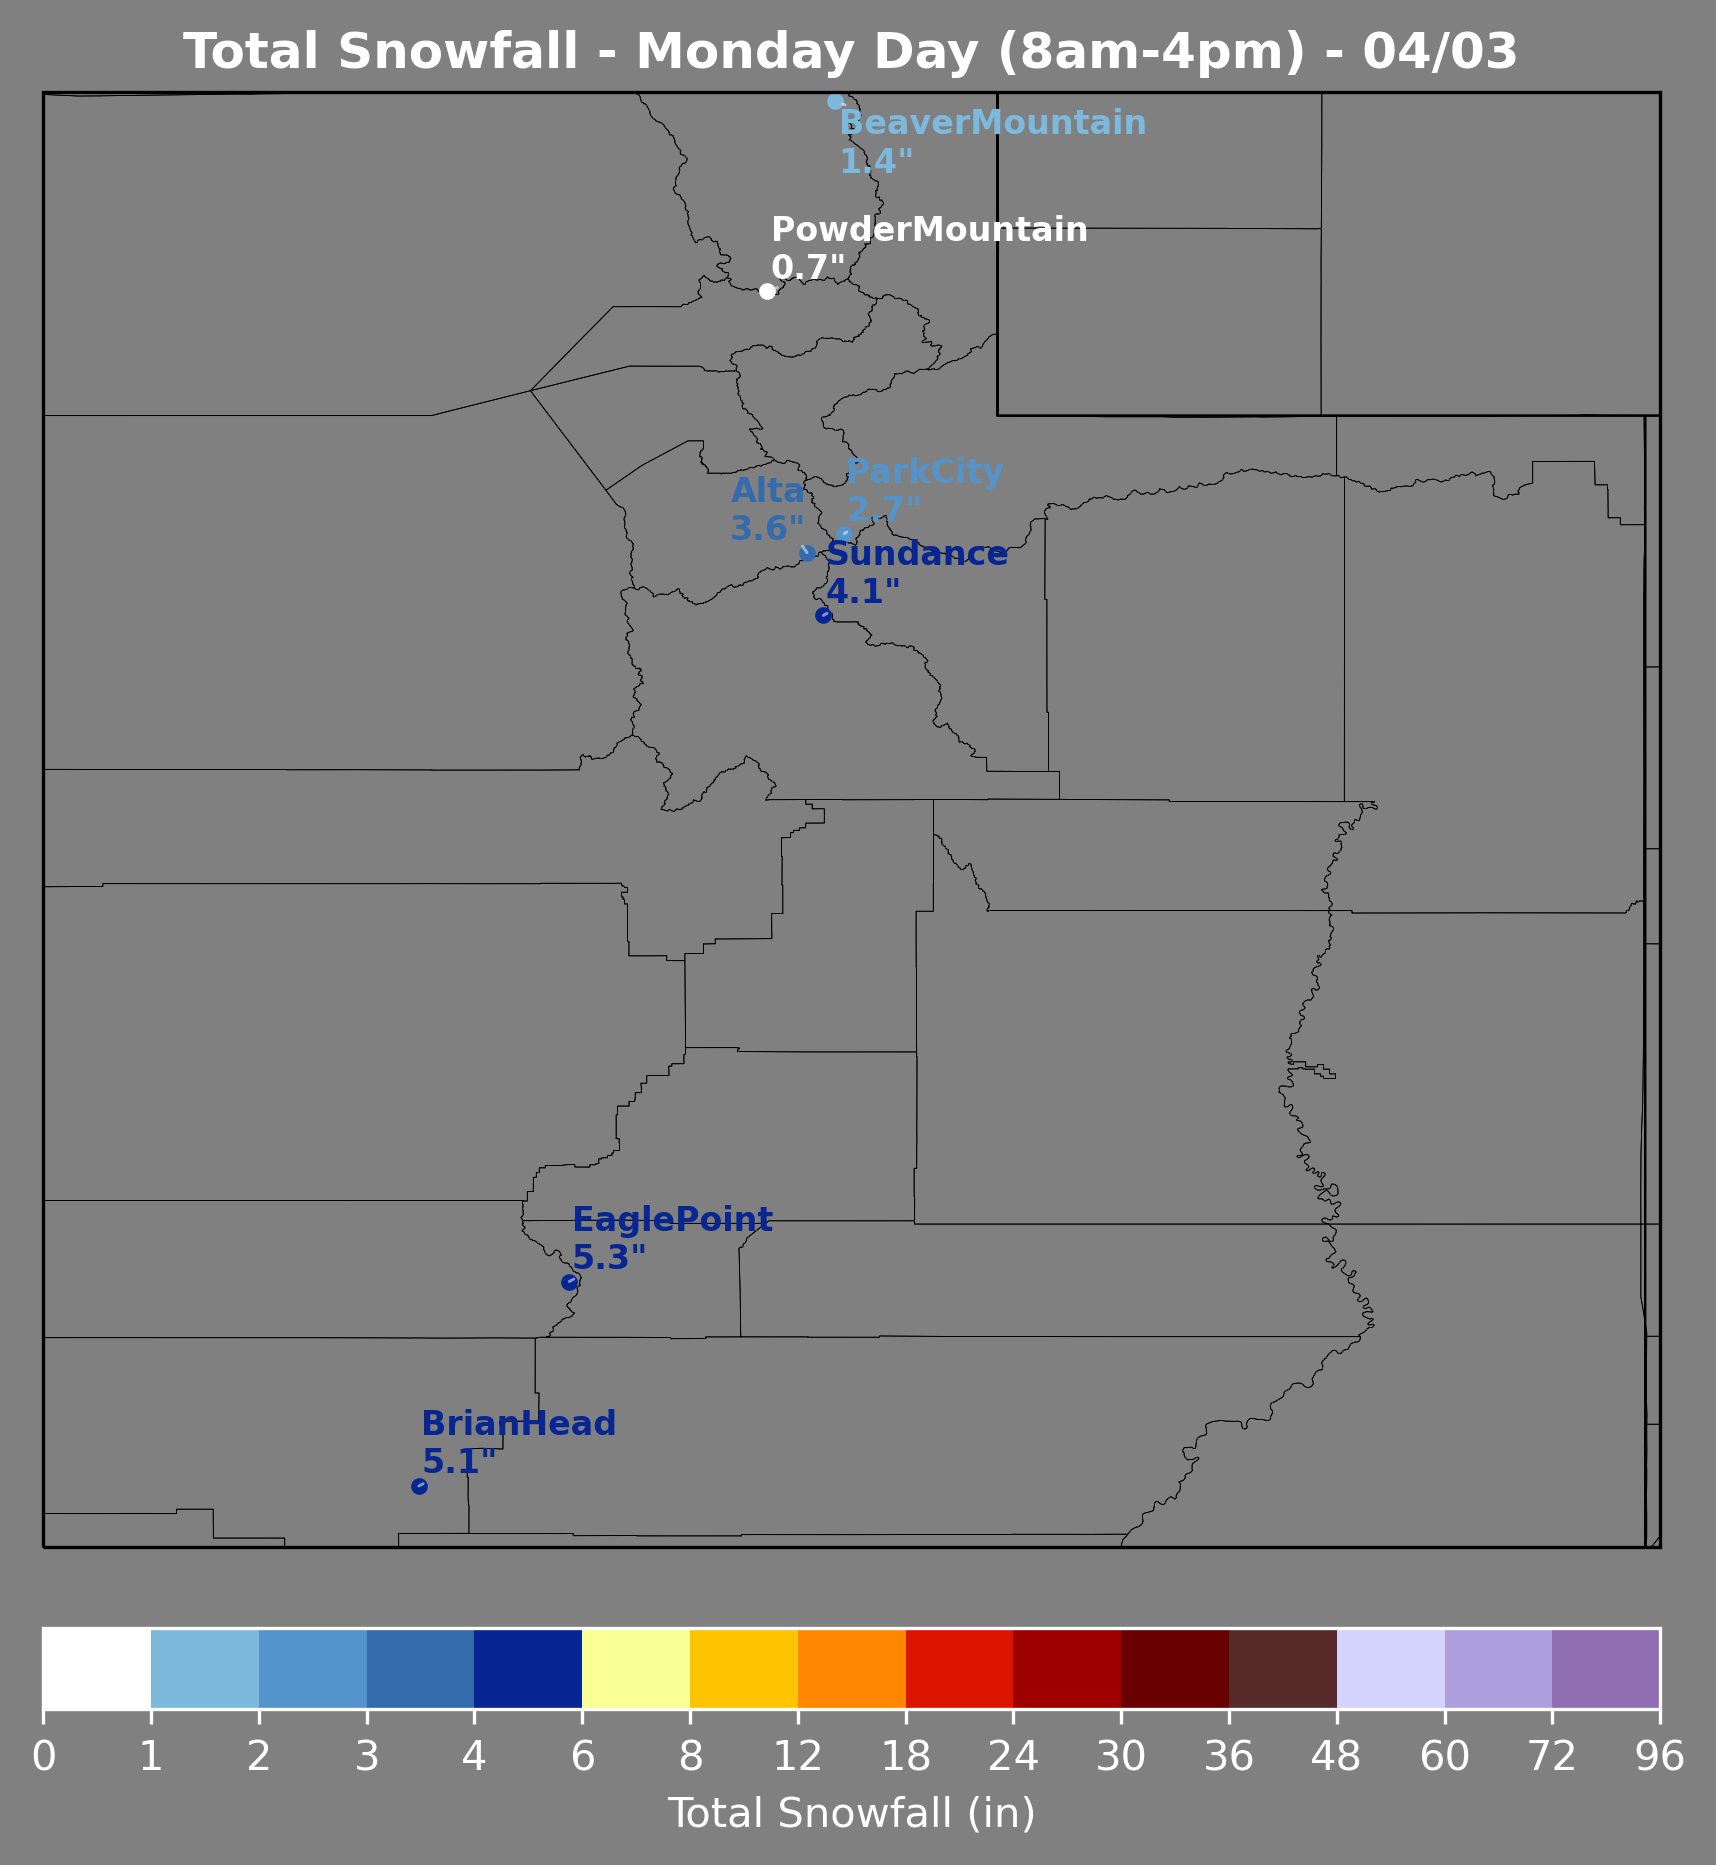 Total Snowfall - Monday Day (8am-4pm) - 04/03
BeaverMountain
1.4"
PowderMountain
0.7"
ParkCity
2.7"
Alta
3.6"
Sundance
4.1"
EaglePoint
5.3"
BrianHead
5.1"
0 1 2 3 4 6 8 12 18 24 30 36 48 60 72 96
Total Snowfall (in)